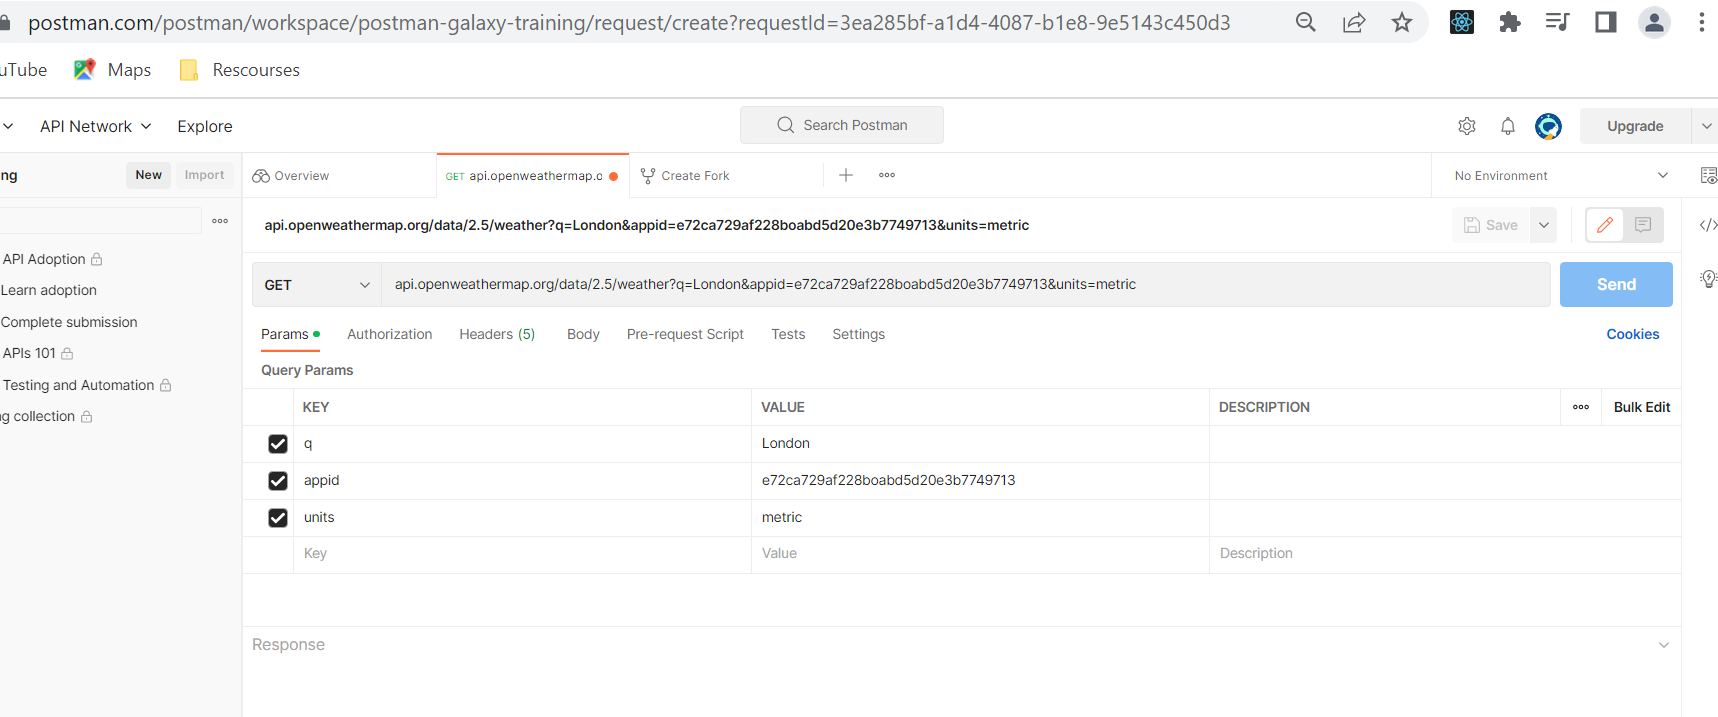 postman.com/postman/workspace/postman-galaxy-training/request/create?requestId=3ea285bf-a1d4-4087-b1e8-9e5143c450d3
uTube Maps Rescourses
API Network Explore Search Postman Upgrade
ng New Import Overview GET api.openweathermap.o Create Fork No Environment
api.openweathermap.org/data/2.5/weather?q=London&appid=e72ca729af228boabd5d20e3b7749713&units=metric Save
API Adoption
Learn adoption
Complete submission
APIs 101
Testing and Automation
ng collection
GET api.openweathermap.org/data/2.5/weather?q=London&appid=e72ca729af228boabd5d20e3b7749713&units=metric Send
Params Authorization Headers (5) Body Pre-request Script Tests Settings Cookies
Query Params
KEY VALUE DESCRIPTION Bulk Edit
q London
appid e72ca729af228boabd5d20e3b7749713
units metric
Key Value Description
Response